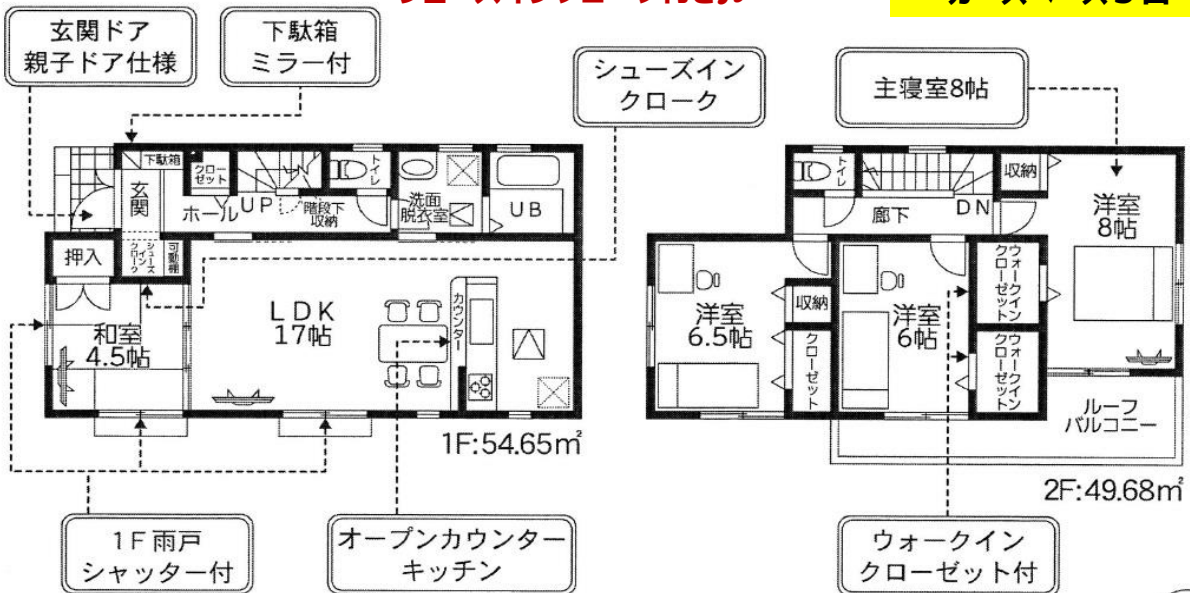 玄関ドア
親子ドア仕様
下駄箱
ミラー付
シューズイン
クローク
主寝室8帖
下駄箱
玄関
クロー
ゼット
ホール
UP
階段下
収納
トイレ
洗面
脱衣室
UB
押入
シューズ
イン
クローク
可動棚
和室
4.5帖
LDK
17帖
カウンター
1F:54.65㎡
トイレ
廊下
DN
収納
洋室
8帖
洋室
6.5帖
収納
クローゼット
洋室
6帖
ウォークイン
クローゼット
ウォークイン
クローゼット
ルーフ
バルコニー
2F:49.68㎡
1F雨戸
シャッター付
オープンカウンター
キッチン
ウォークイン
クローゼット付